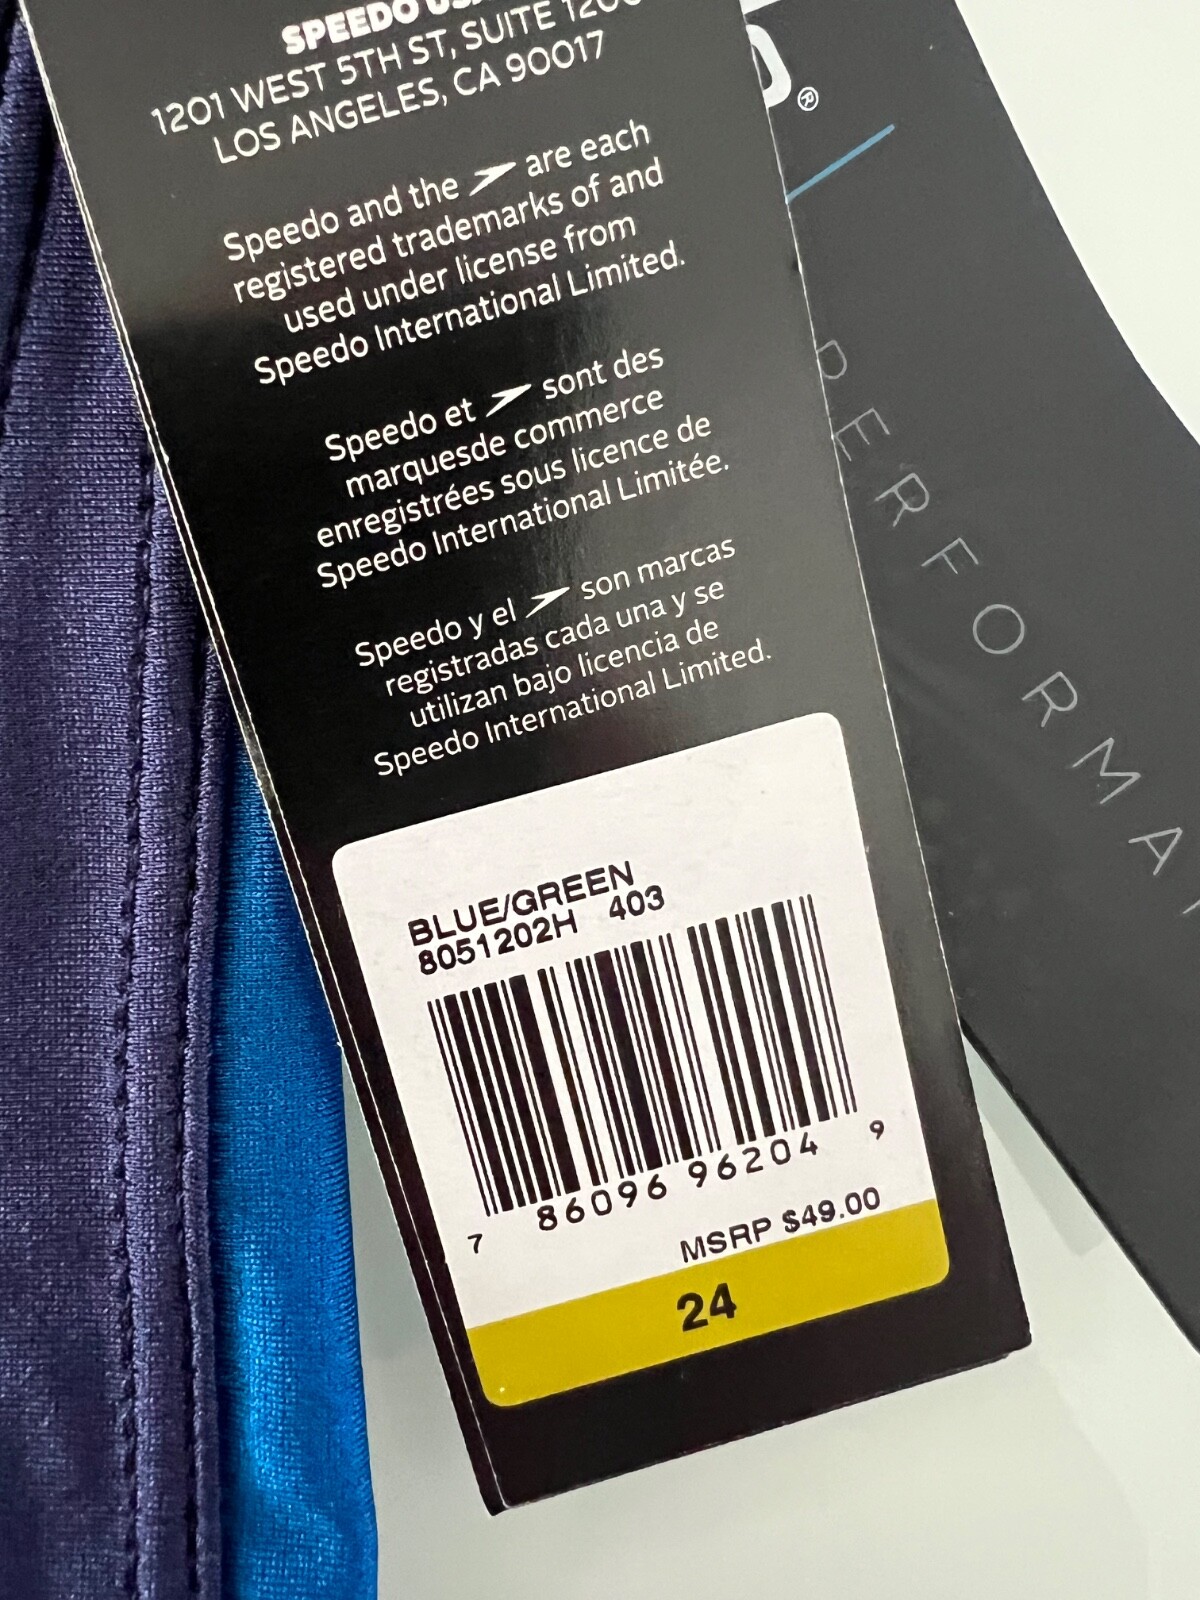 SPEEDO
1201 WEST 5TH ST, SUITE
LOS ANGELES, CA 90017
Speedo and the are each
registered trademarks of and
used under license from
Speedo International Limited.
Speedo et sont des
marquesde commerce
enregistrées sous licence de
Speedo International Limitée.
Speedo y el son marcas
registradas cada una y se
utilizan bajo licencia de
Speedo International Limited.
BLUE/GREEN
8051202H 403
7 86096 96204 9
MSRP $49.00
24
®
PERFORMA